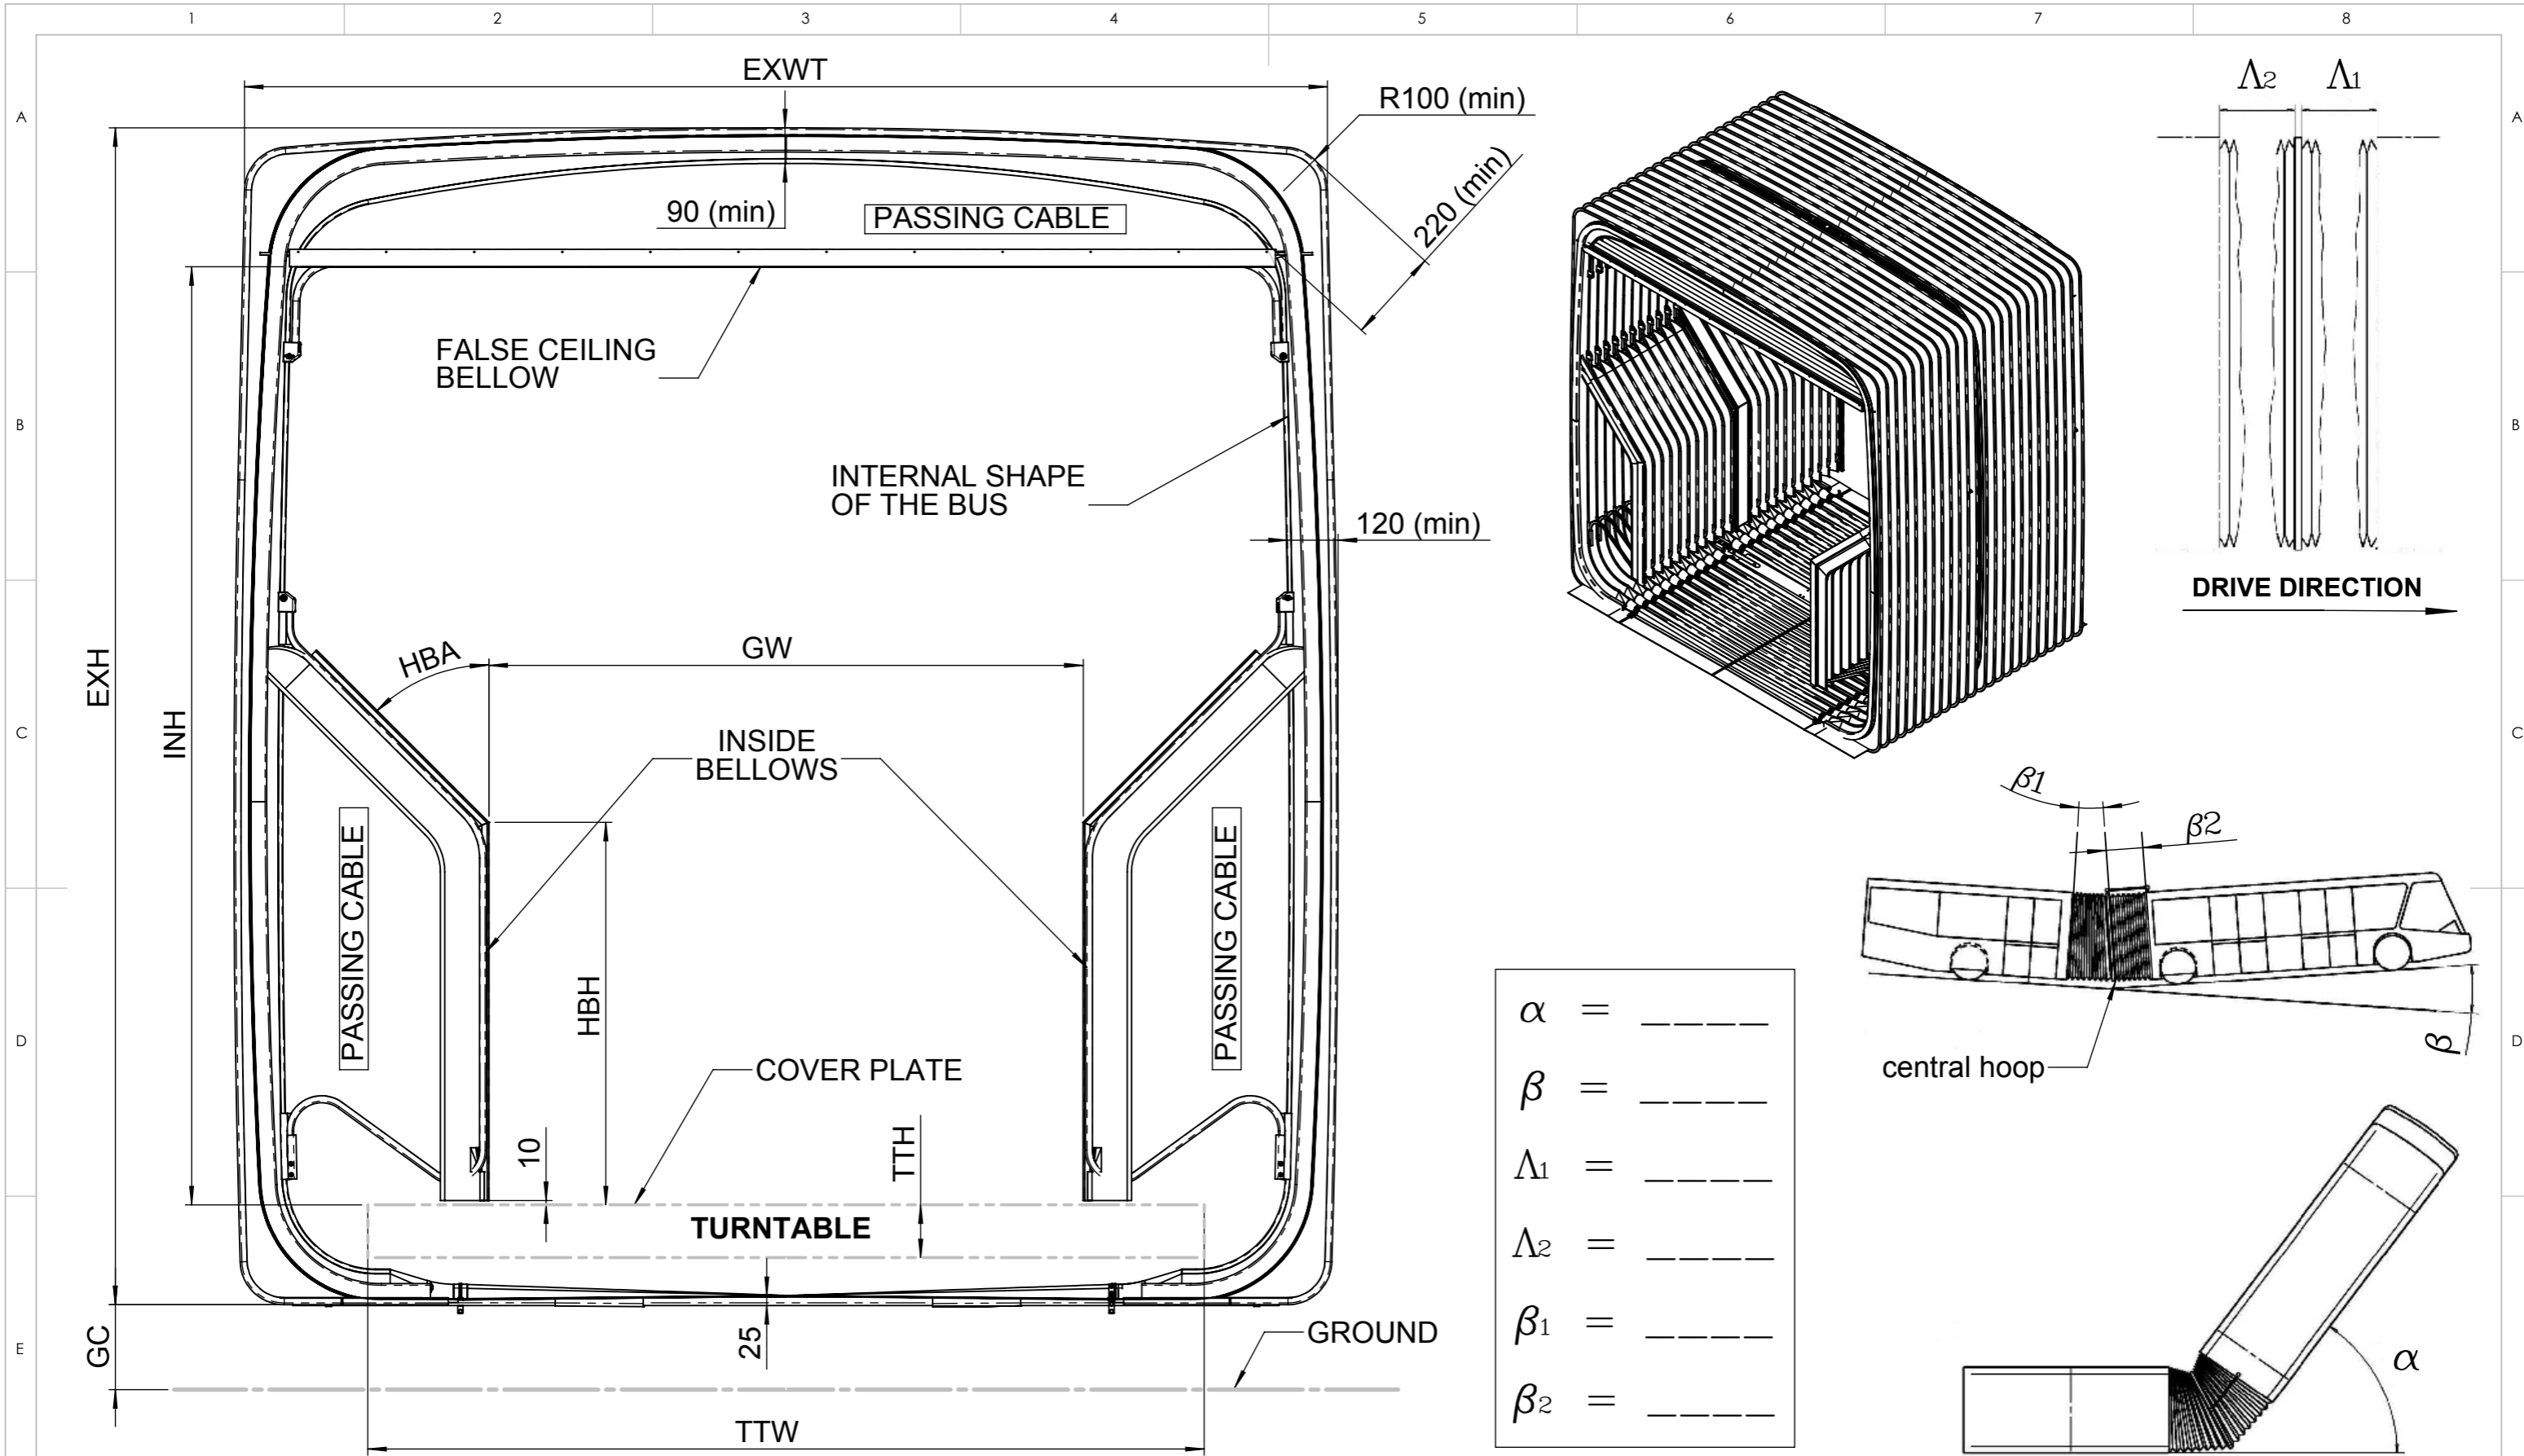 1 2 3 4 5 6 7 8
A A
B B
C C
D D
E
EXWT
R100 (min)
220 (min)
90 (min)
PASSING CABLE
FALSE CEILING
BELLOW
INTERNAL SHAPE
OF THE BUS
120 (min)
EXH
INH
HBA
GW
INSIDE
BELLOWS
PASSING CABLE
PASSING CABLE
HBH
COVER PLATE
10
TTH
TURNTABLE
25
GC
GROUND
TTW
Λ2 Λ1
DRIVE DIRECTION
β1
β2
β
central hoop
α
α = ____
β = ____
Λ1 = ____
Λ2 = ____
β1 = ____
β2 = ____